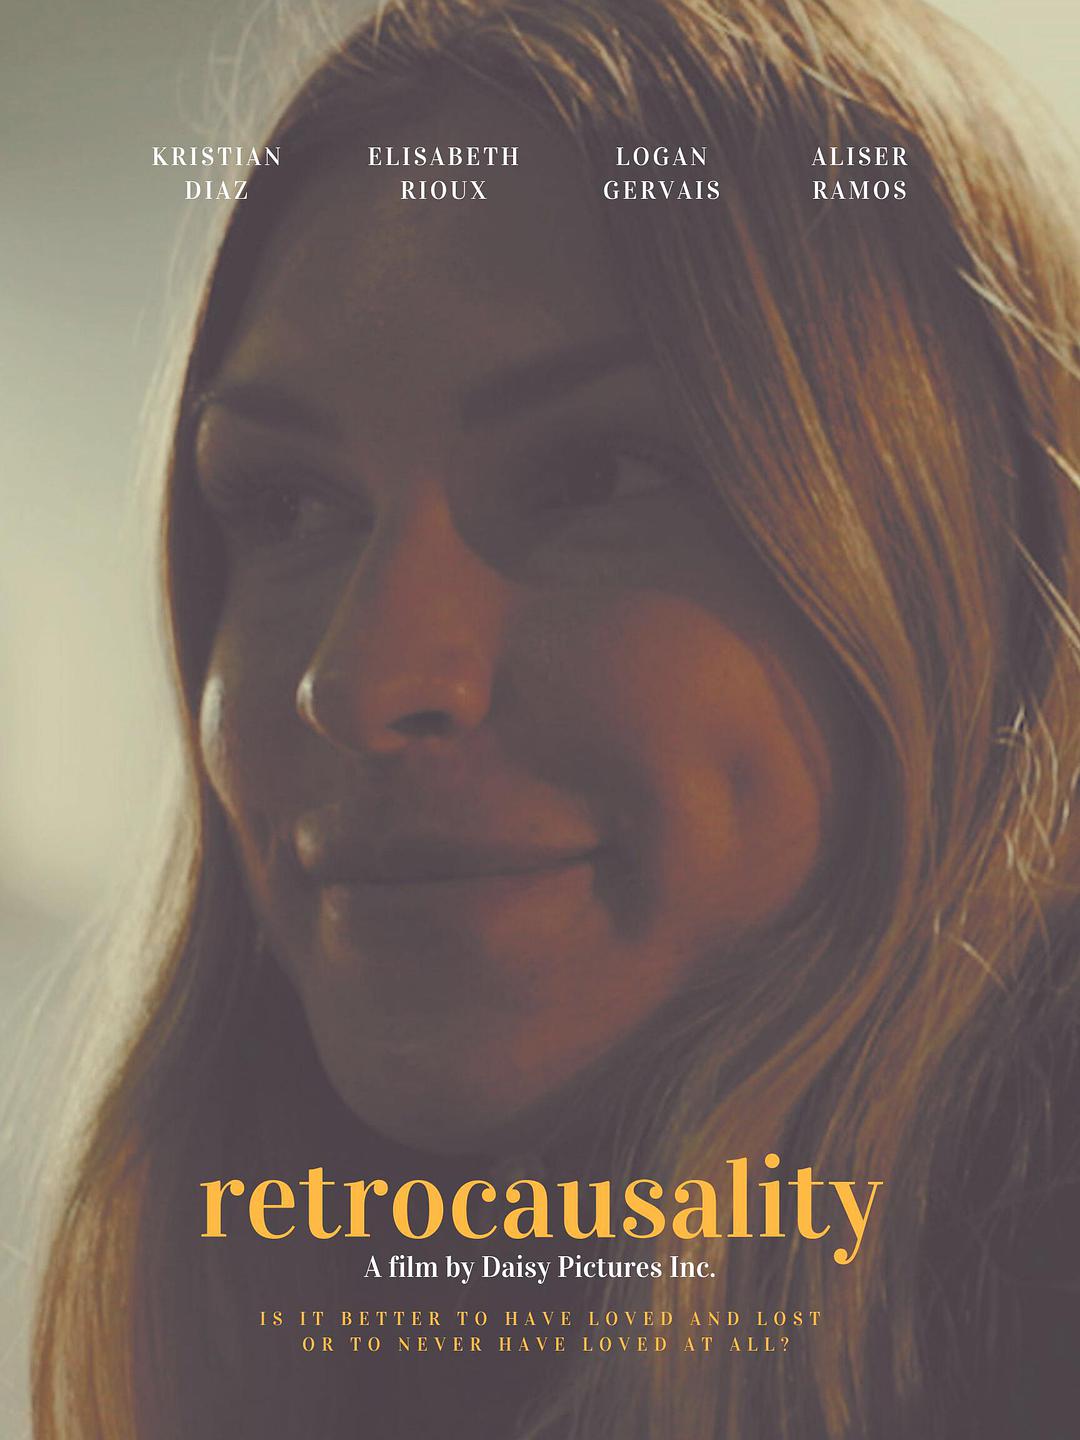 KRISTIAN DIAZ
ELISABETH RIOUX
LOGAN GERVAIS
ALISER RAMOS
retrocausality
A film by Daisy Pictures Inc.
IS IT BETTER TO HAVE LOVED AND LOST
OR TO NEVER HAVE LOVED AT ALL?